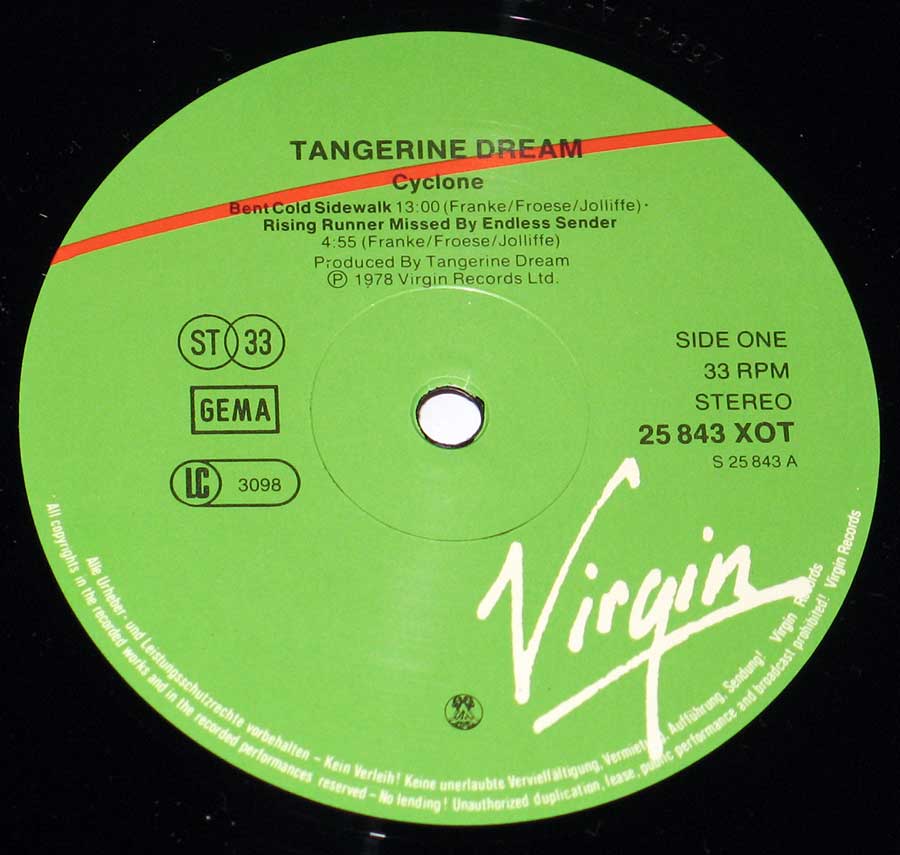 TANGERINE DREAM
Cyclone
Bent Cold Sidewalk 13:00 (Franke/Froese/Jolliffe) ·
Rising Runner Missed By Endless Sender
4:55 (Franke/Froese/Jolliffe)
Produced By Tangerine Dream
Ⓟ 1978 Virgin Records Ltd.
ST 33
GEMA
LC 3098
SIDE ONE
33 RPM
STEREO
25 843 XOT
S 25 843 A
Virgin
Alle Urheber- und Leistungsschutzrechte vorbehalten – Kein Verleih! Keine unerlaubte Vervielfältigung, Vermietung, Aufführung, Sendung! Virgin Records
All copyrights in the recorded works and in the recorded performances reserved – No lending! Unauthorized duplication, lease, public performance and broadcast prohibited! Virgin Records